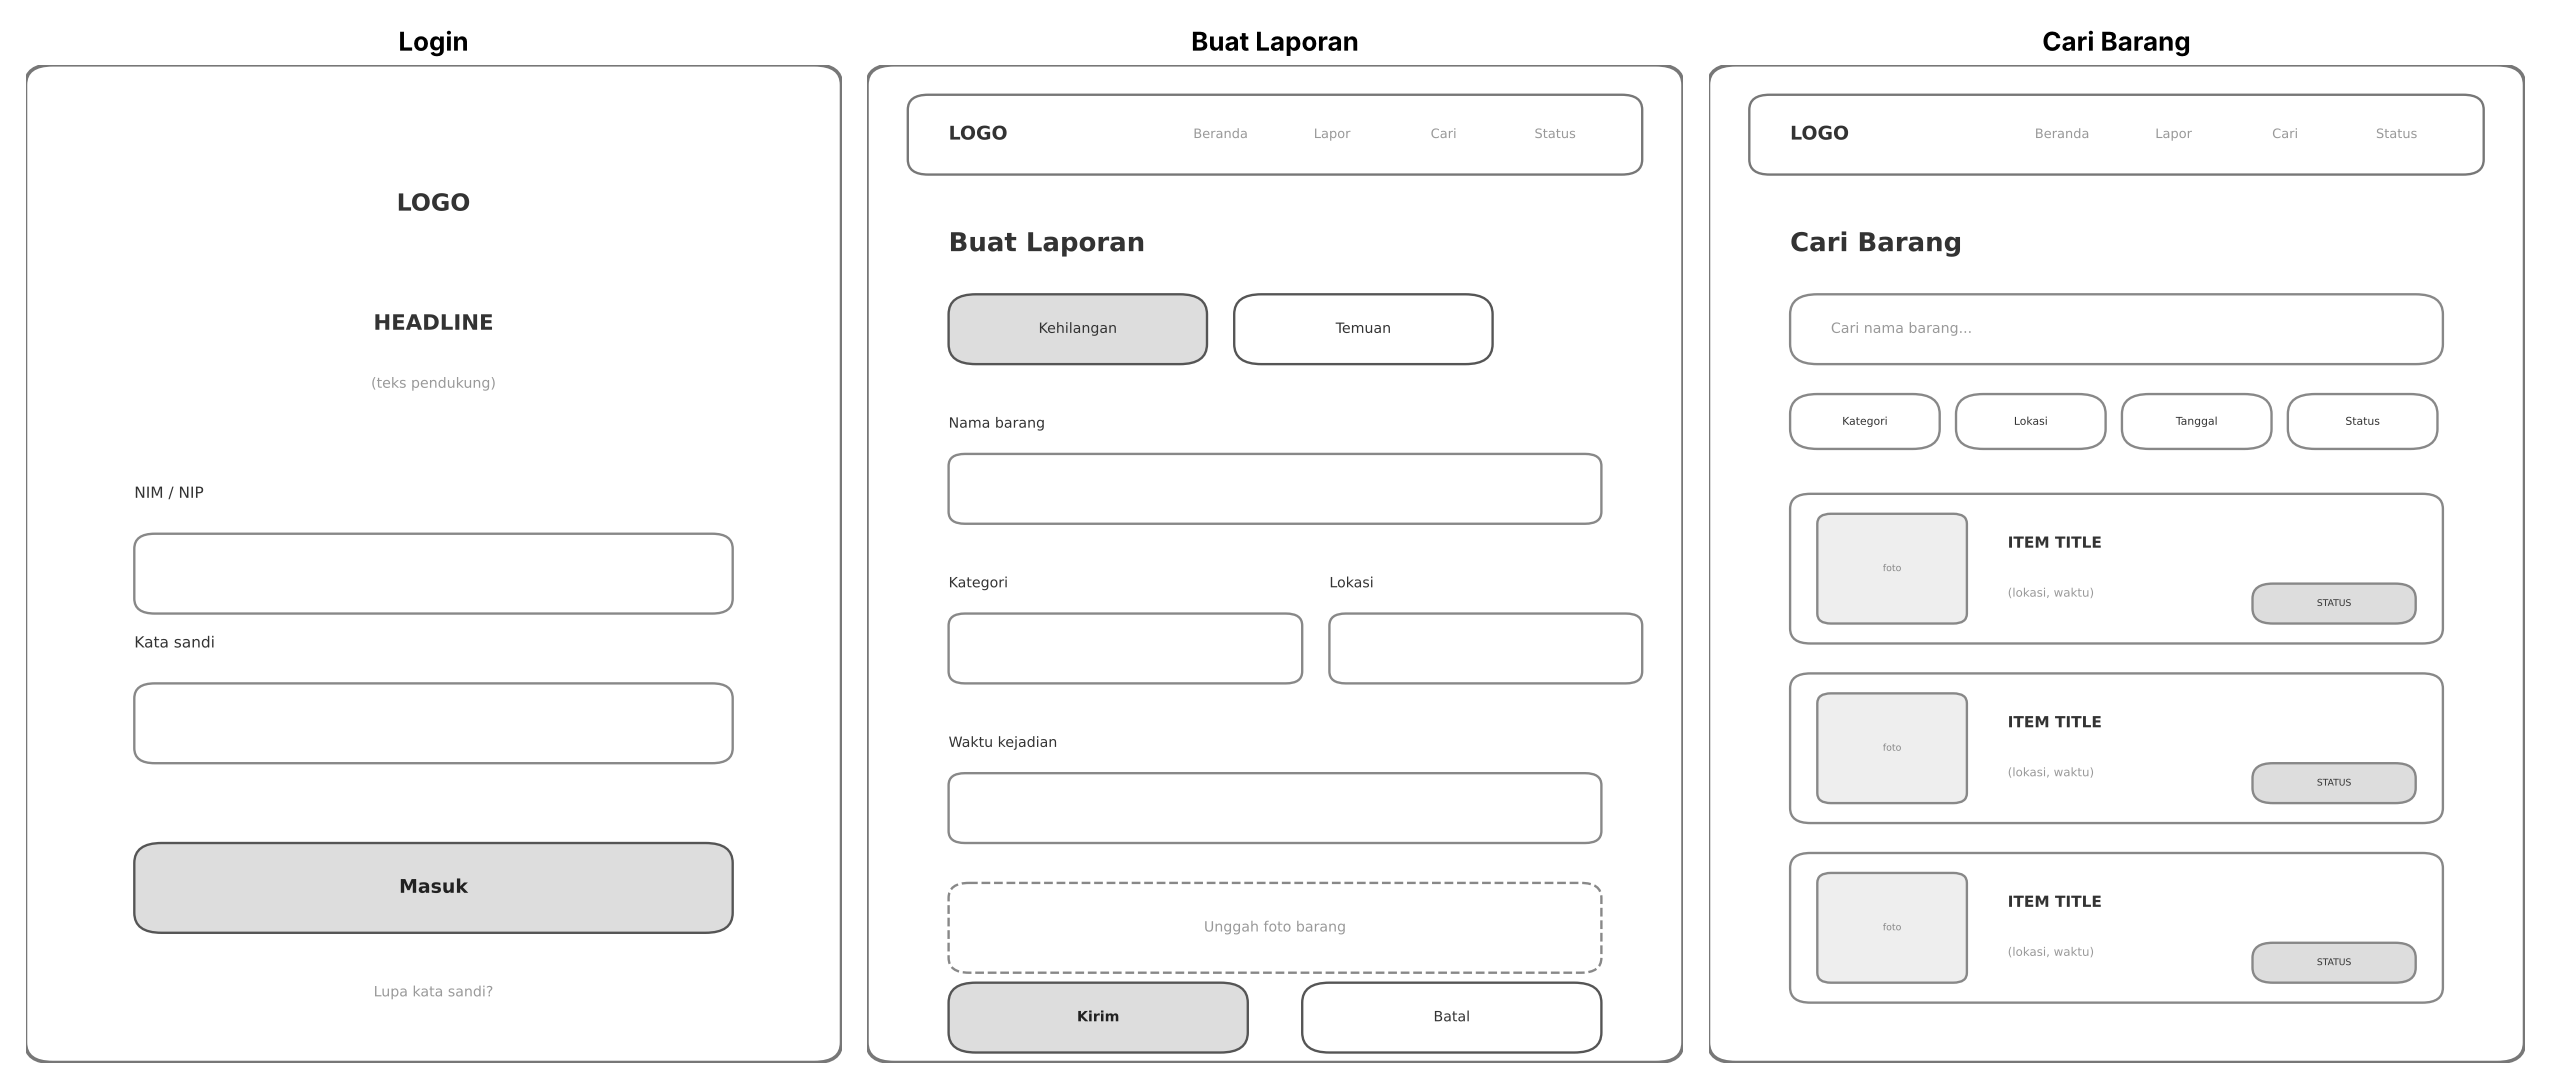 Login
LOGO
HEADLINE
(teks pendukung)
NIM / NIP
Kata sandi
Masuk
Lupa kata sandi?
Buat Laporan
LOGO Beranda Lapor Cari Status
Buat Laporan
Kehilangan Temuan
Nama barang
Kategori Lokasi
Waktu kejadian
Unggah foto barang
Kirim Batal
Cari Barang
LOGO Beranda Lapor Cari Status
Cari Barang
Cari nama barang...
Kategori Lokasi Tanggal Status
foto
ITEM TITLE
(lokasi, waktu)
STATUS
foto
ITEM TITLE
(lokasi, waktu)
STATUS
foto
ITEM TITLE
(lokasi, waktu)
STATUS